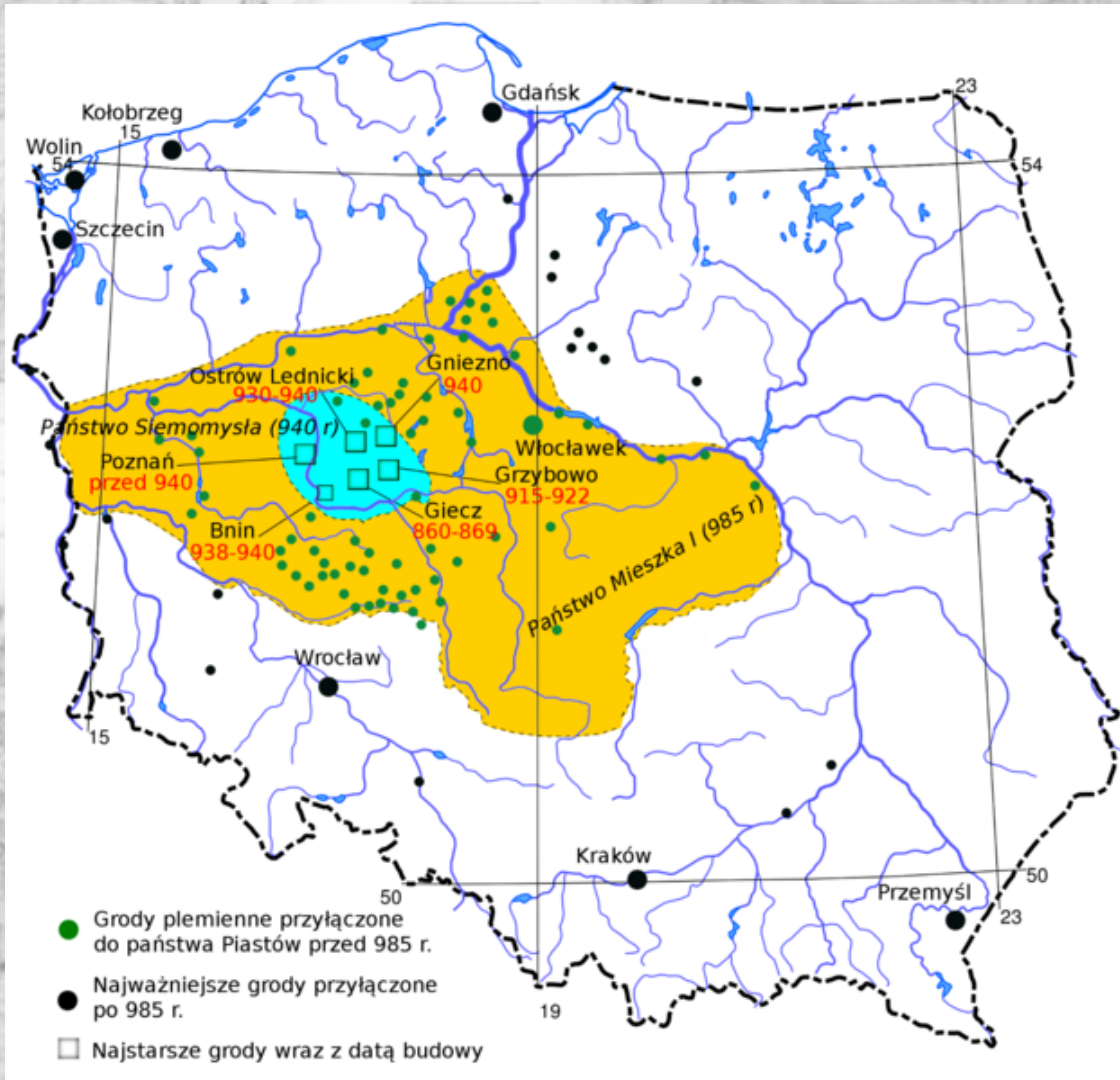 Gdańsk
23
Kołobrzeg
15
Wolin
54
54
Szczecin
Gniezno
940
Ostrów Lednicki
930-940
Państwo Siemomysła (940 r)
Włocławek
Poznań
przed 940
Grzybowo
915-922
Giecz
860-869
Bnin
938-940
Państwo Mieszka I (985 r)
Wrocław
15
Kraków
50
50
Przemyśl
23
19
Grody plemienne przyłączone
do państwa Piastów przed 985 r.
Najważniejsze grody przyłączone
po 985 r.
Najstarsze grody wraz z datą budowy